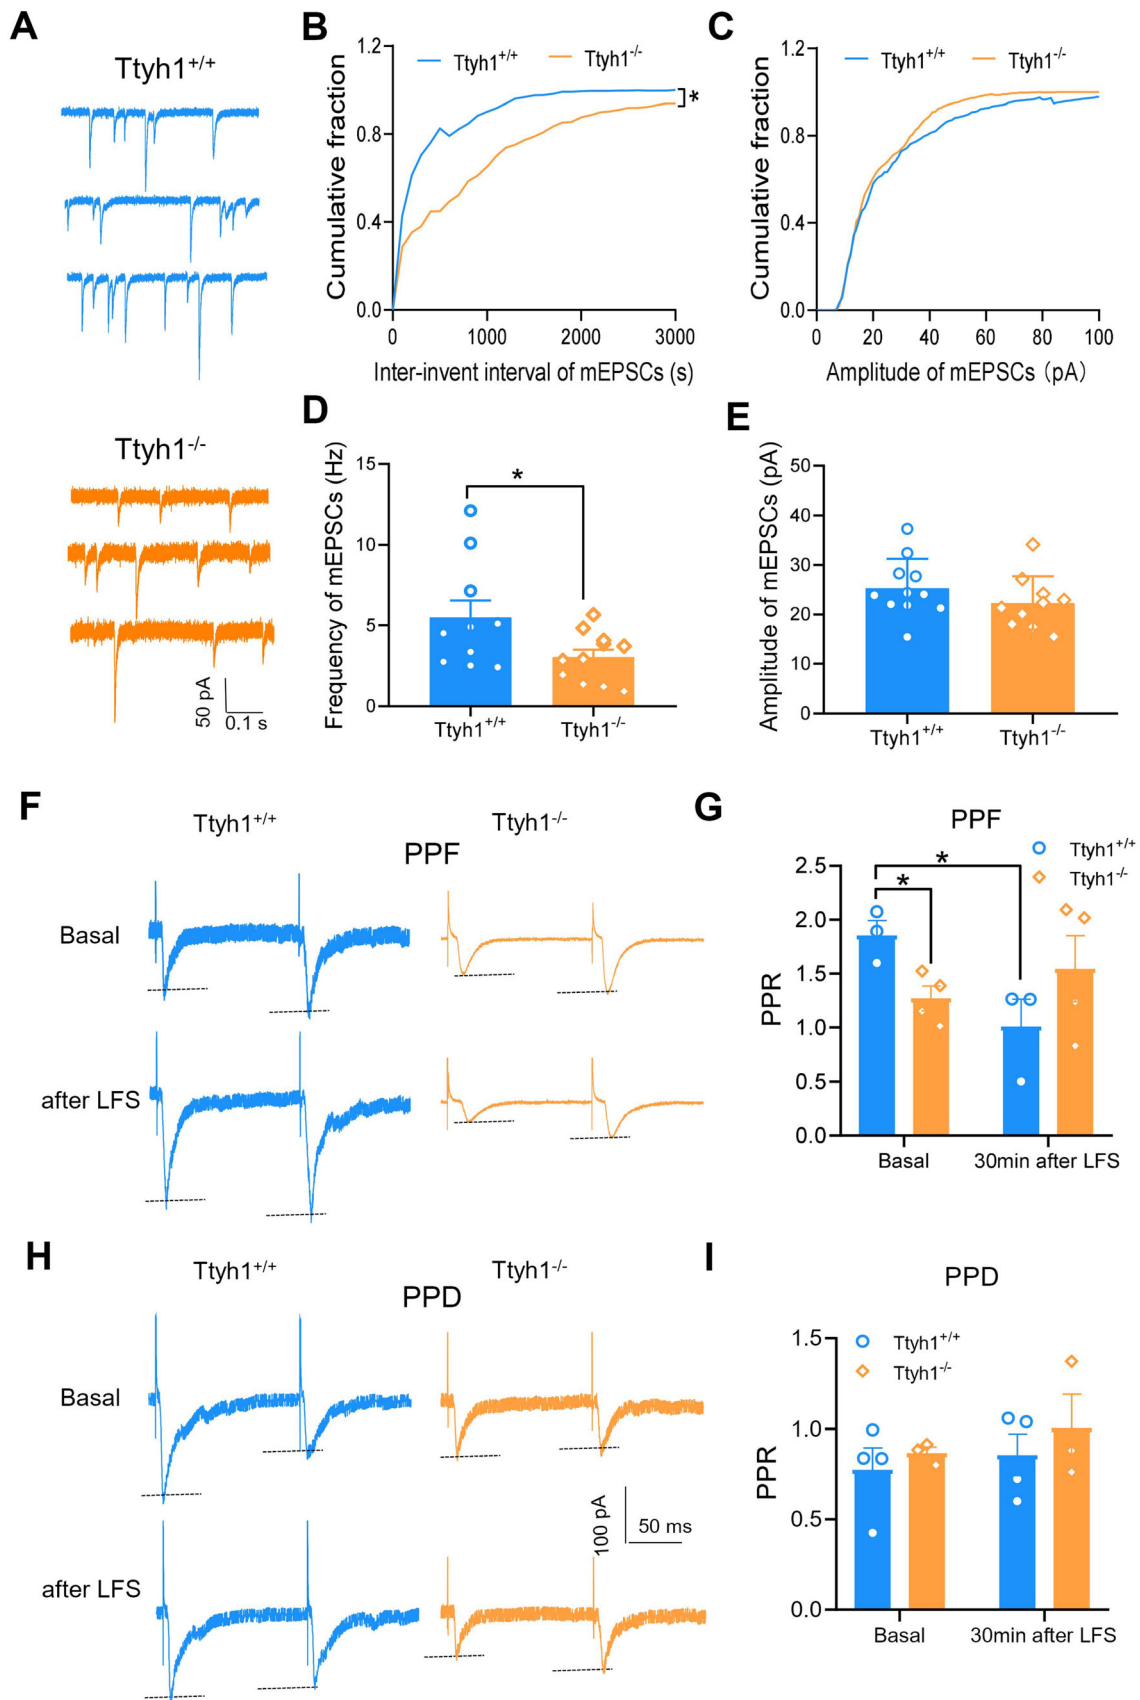 A
Ttyh1+/+
Ttyh1-/-
50 pA
0.1 s
B
Ttyh1+/+
Ttyh1-/-
Cumulative fraction
1.2
0.8
0.4
0.0
*
0
1000
2000
3000
Inter-invent interval of mEPSCs (s)
C
Ttyh1+/+
Ttyh1-/-
Cumulative fraction
1.2
0.8
0.4
0.0
0
20
40
60
80
100
Amplitude of mEPSCs (pA)
D
Frequency of mEPSCs (Hz)
15
10
5
0
*
Ttyh1+/+
Ttyh1-/-
E
Amplitude of mEPSCs (pA)
50
40
30
20
10
0
Ttyh1+/+
Ttyh1-/-
F
Ttyh1+/+
Ttyh1-/-
PPF
Basal
after LFS
G
PPF
Ttyh1+/+
Ttyh1-/-
PPR
2.5
2.0
1.5
1.0
0.5
0.0
*
*
Basal
30min after LFS
H
Ttyh1+/+
Ttyh1-/-
PPD
Basal
100 pA
50 ms
after LFS
I
PPD
Ttyh1+/+
Ttyh1-/-
PPR
1.5
1.0
0.5
0.0
Basal
30min after LFS